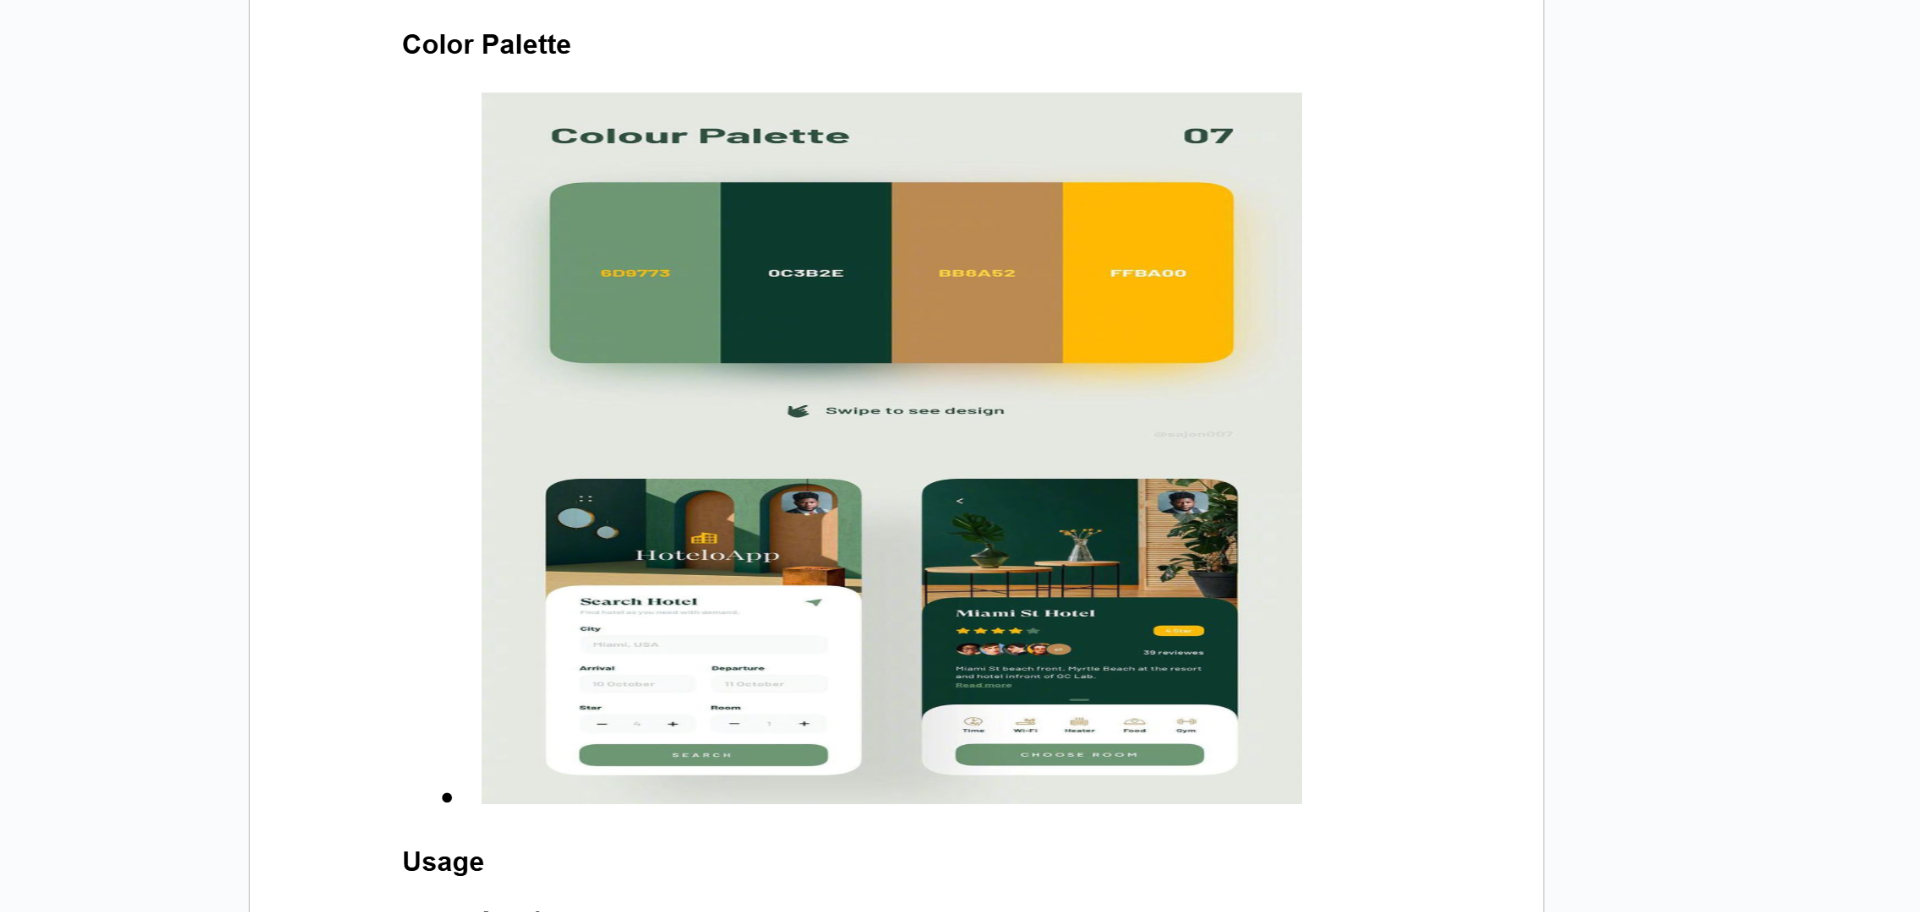 Color Palette
Colour Palette
07
6D9773
0C3B2E
BB8A52
FFBA00
Swipe to see design
@sojen007
HoteloApp
Search Hotel
Find hotel as you need with demand.
City
Miami, USA
Arrival
Departure
10 October
11 October
Star
Room
− 4 +
− 1 +
SEARCH
<
Miami St Hotel
39 reviewes
Miami St beach front, Myrtle Beach at the resort
and hotel infront of GC Lab.
Read more
Time
Wi-Fi
Heater
Food
Gym
CHOOSE ROOM
Usage